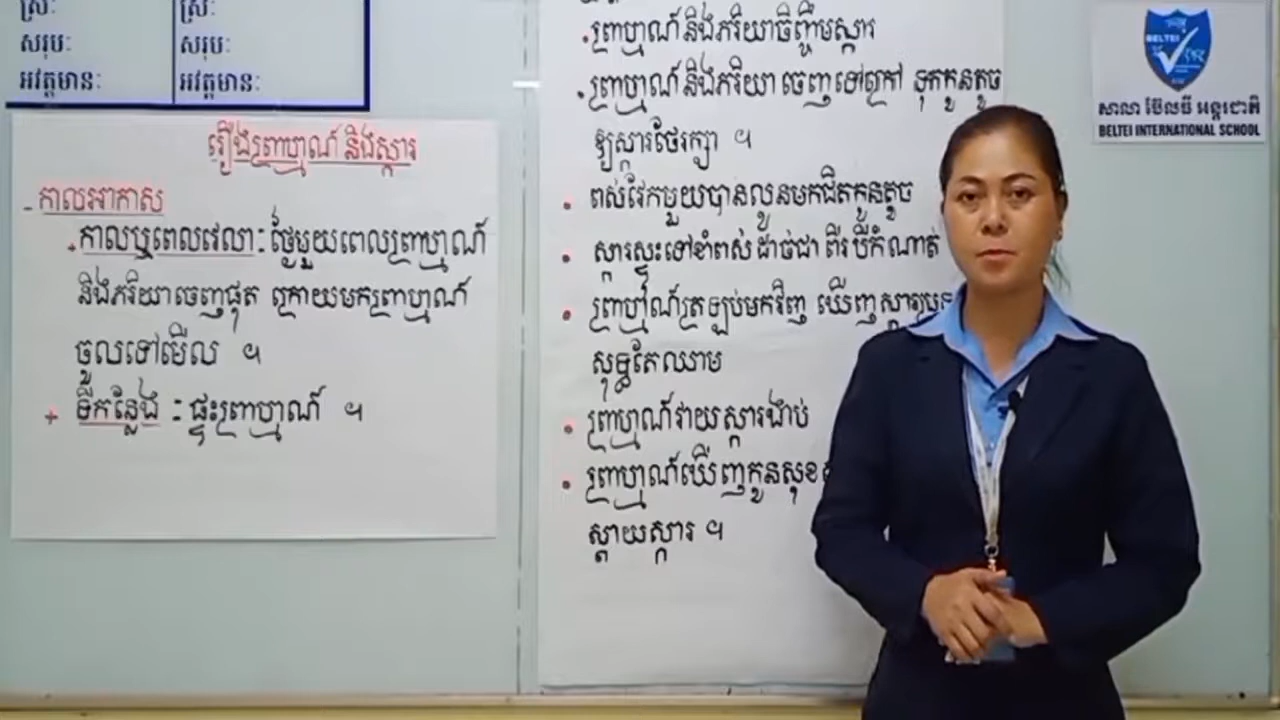 ស្រីៈ ស្រីៈ
សរុបៈ សរុបៈ
អវត្តមានៈ អវត្តមានៈ
រឿងព្រាហ្មណ៍ និងស្ការ
- កាលអាកាស
+ កាលឬពេលវេលា : ថ្ងៃមួយពេលព្រាហ្មណ៍
និងភរិយាចេញផុត ព្រកាយមកព្រាហ្មណ៍
ចូលទៅមើល ។
+ ទីកន្លែង : ផ្ទះព្រាហ្មណ៍ ។
• ព្រាហ្មណ៍និងភរិយាចិញ្ចឹមស្ការ
• ព្រាហ្មណ៍និងភរិយា ចេញទៅក្រៅ ទុកកូនតូច
ឱ្យស្ការថែរក្សា ។
• ពស់វែកមួយបានលូនមកជិតកូនតូច
• ស្ការស្ទុះទៅខាំពស់ ដាច់ជា ពីរ បីកំណាត់
• ព្រាហ្មណ៍ត្រឡប់មកវិញ ឃើញស្ការ
សុទ្ធតែឈាម
• ព្រាហ្មណ៍វាយស្ការងាប់
• ព្រាហ្មណ៍ឃើញកូនសុខ
ស្តាយស្ការ ។
BELTEI
សាលា ប៊ែលធី អន្តរជាតិ
BELTEI INTERNATIONAL SCHOOL